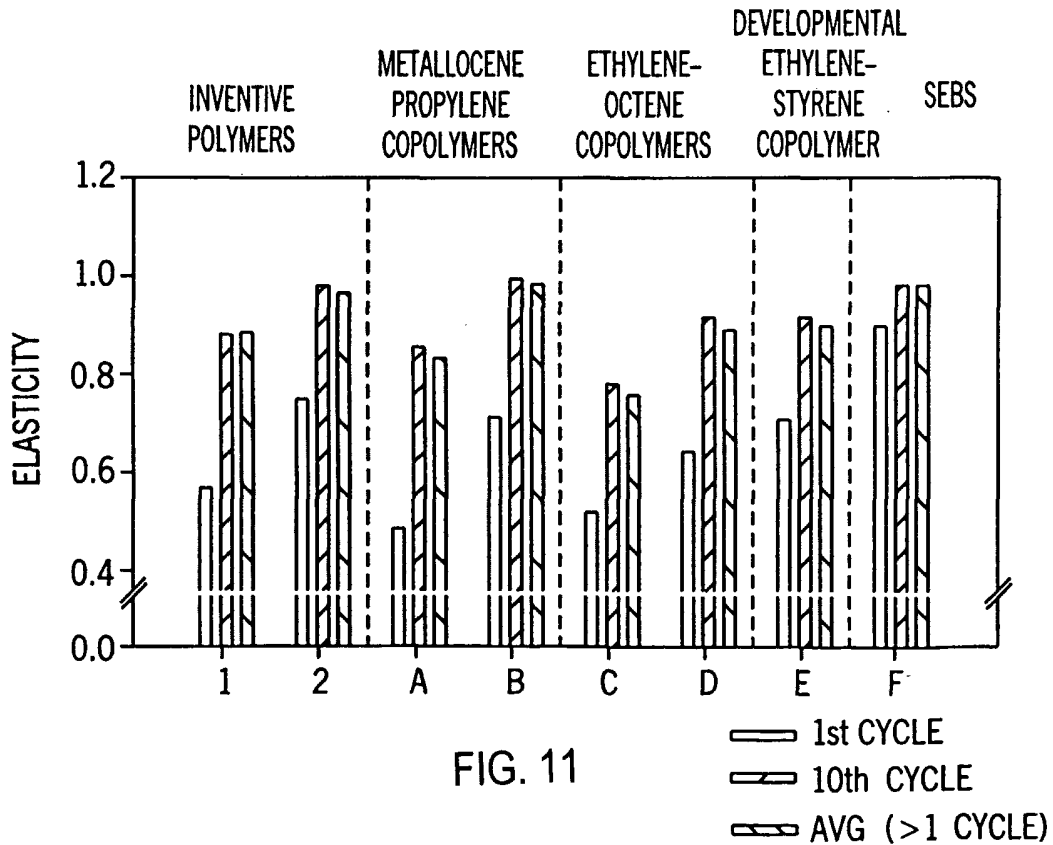 INVENTIVE
POLYMERS
METALLOCENE
PROPYLENE
COPOLYMERS
ETHYLENE-
OCTENE
COPOLYMERS
DEVELOPMENTAL
ETHYLENE-
STYRENE
COPOLYMER
SEBS
ELASTICITY
1.2
1.0
0.8
0.6
0.4
0.0
1 2 A B C D E F
1st CYCLE
10th CYCLE
AVG (>1 CYCLE)
FIG. 11